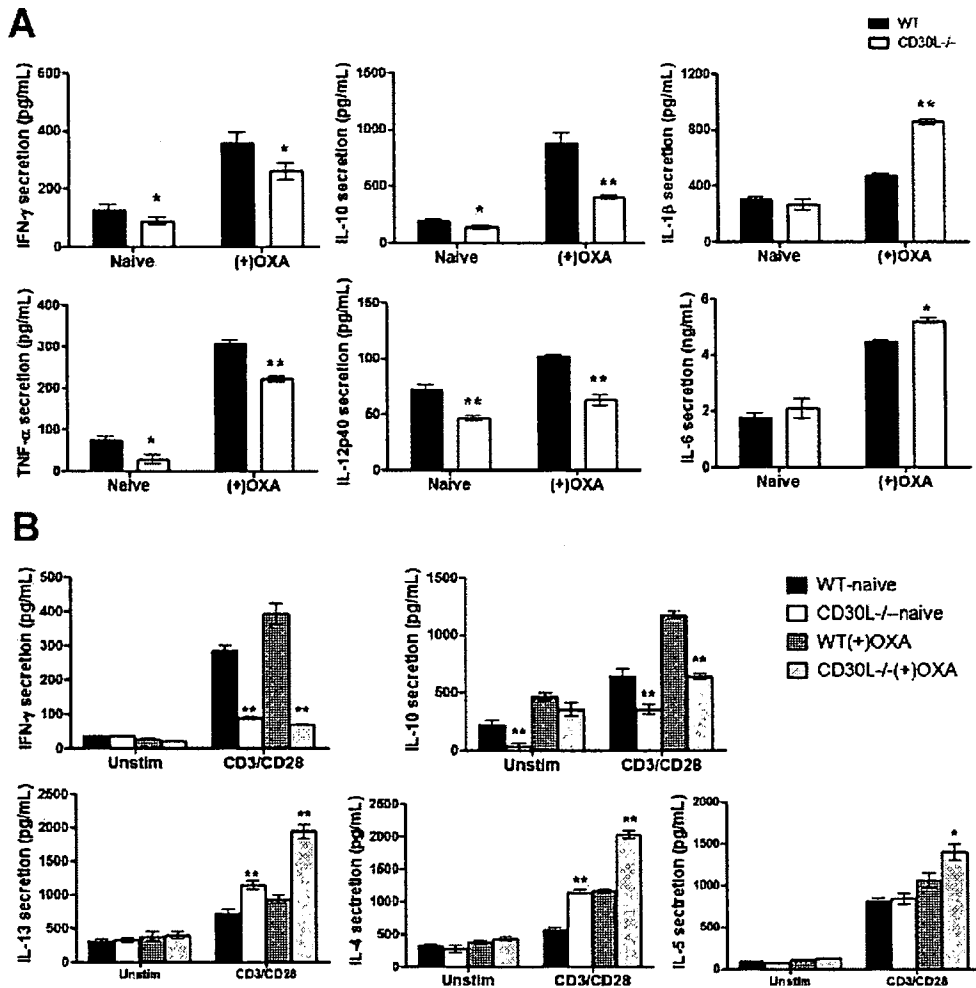 A
WT
CD30L-/-
IFN-γ secretion (pg/mL)
600
400
200
0
*
*
Naive
(+)OXA
IL-10 secretion (pg/mL)
1500
1000
500
0
*
**
Naive
(+)OXA
IL-1β secretion (pg/mL)
1200
800
400
0
**
Naive
(+)OXA
TNF-α secretion (pg/mL)
400
300
200
100
0
*
**
Naive
(+)OXA
IL-12p40 secretion (pg/mL)
150
100
50
0
**
**
Naive
(+)OXA
IL-6 secretion (ng/mL)
6
4
2
0
*
Naive
(+)OXA
B
IFN-γ secretion (pg/mL)
500
400
300
200
100
0
**
**
Unstim
CD3/CD28
IL-10 secretion (pg/mL)
1500
1000
500
0
**
**
**
Unstim
CD3/CD28
WT-naive
CD30L-/--naive
WT(+)OXA
CD30L-/-(+)OXA
IL-13 secretion (pg/mL)
2500
2000
1500
1000
500
0
**
**
Unstim
CD3/CD28
IL-4 secretion (pg/mL)
2500
2000
1500
1000
500
0
**
**
Unstim
CD3/CD28
IL-5 sectretion (pg/mL)
2000
1500
1000
500
0
*
Unstim
CD3/CD28